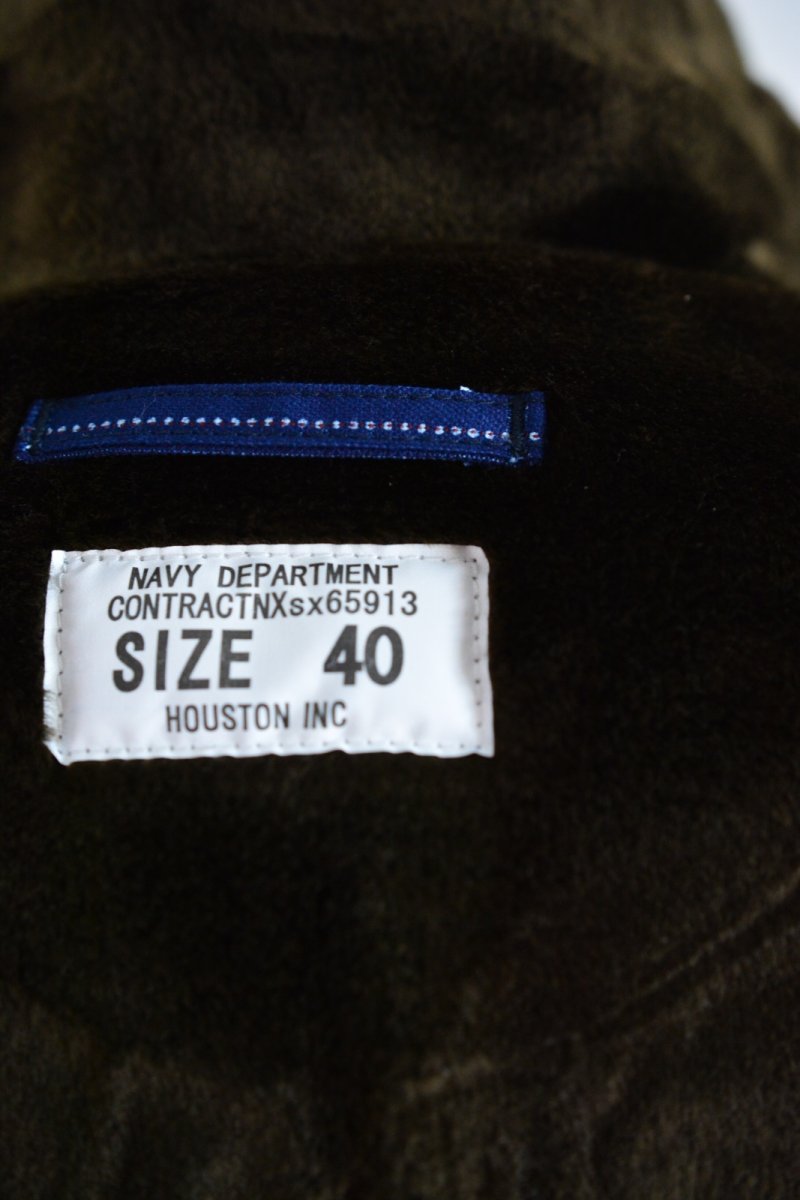 NAVY DEPARTMENT
CONTRACTNXsx65913
SIZE 40
HOUSTON INC